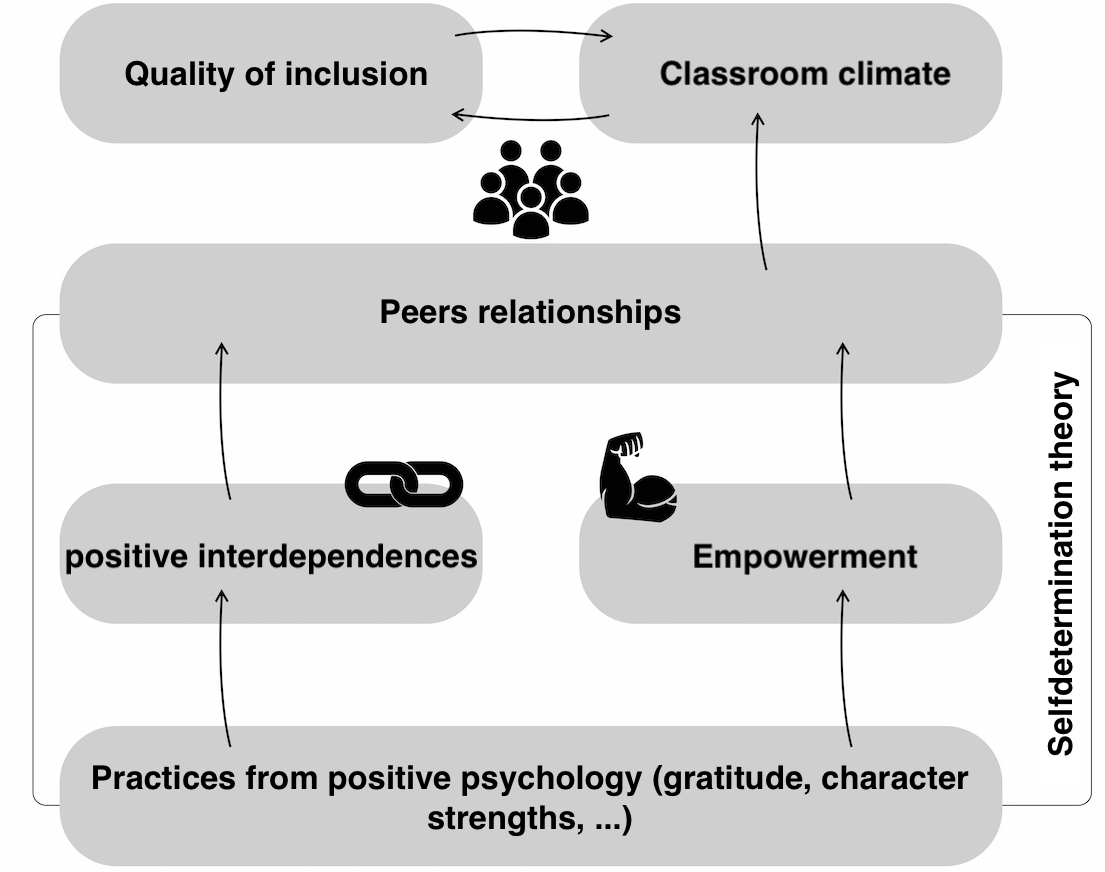 Quality of inclusion
Classroom climate
Peers relationships
positive interdependences
Empowerment
Selfdetermination theory
Practices from positive psychology (gratitude, character
strengths, ...)